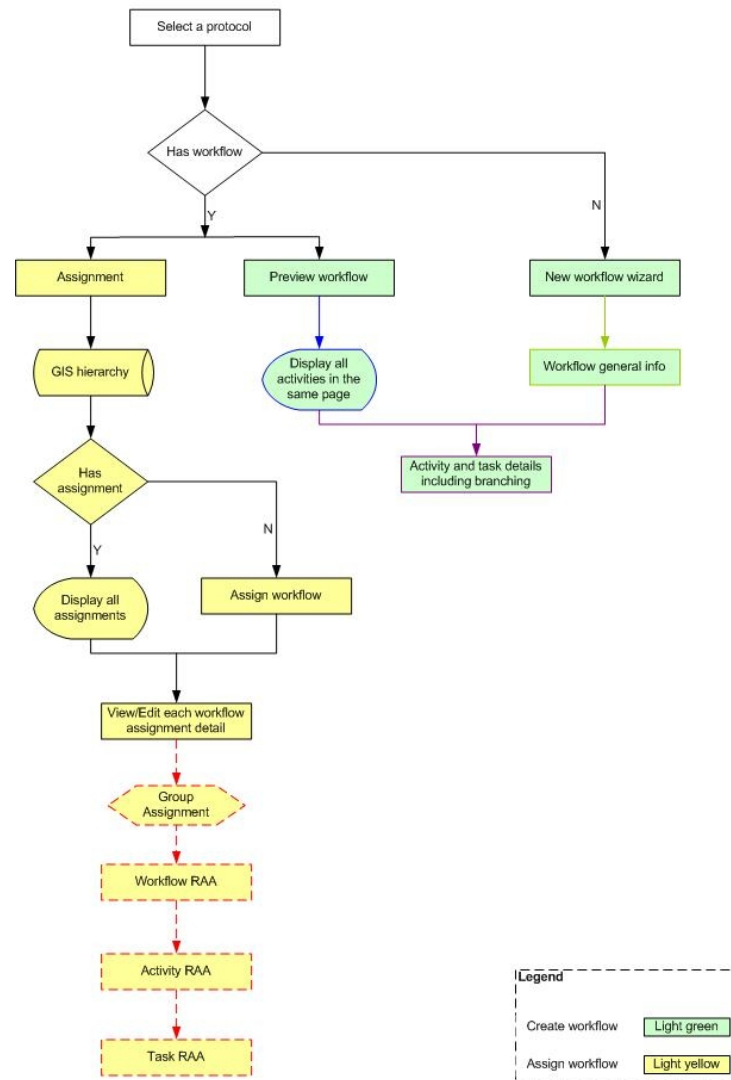 Select a protocol
Has workflow
Y
N
Assignment
Preview workflow
New workflow wizard
GIS hierarchy
Display all
activities in the
same page
Workflow general info
Has
assignment
Activity and task details
including branching
N
Y
Display all
assignments
Assign workflow
View/Edit each workflow
assignment detail
Group
Assignment
Workflow RAA
Activity RAA
Task RAA
Legend
Create workflow
Light green
Assign workflow
Light yellow